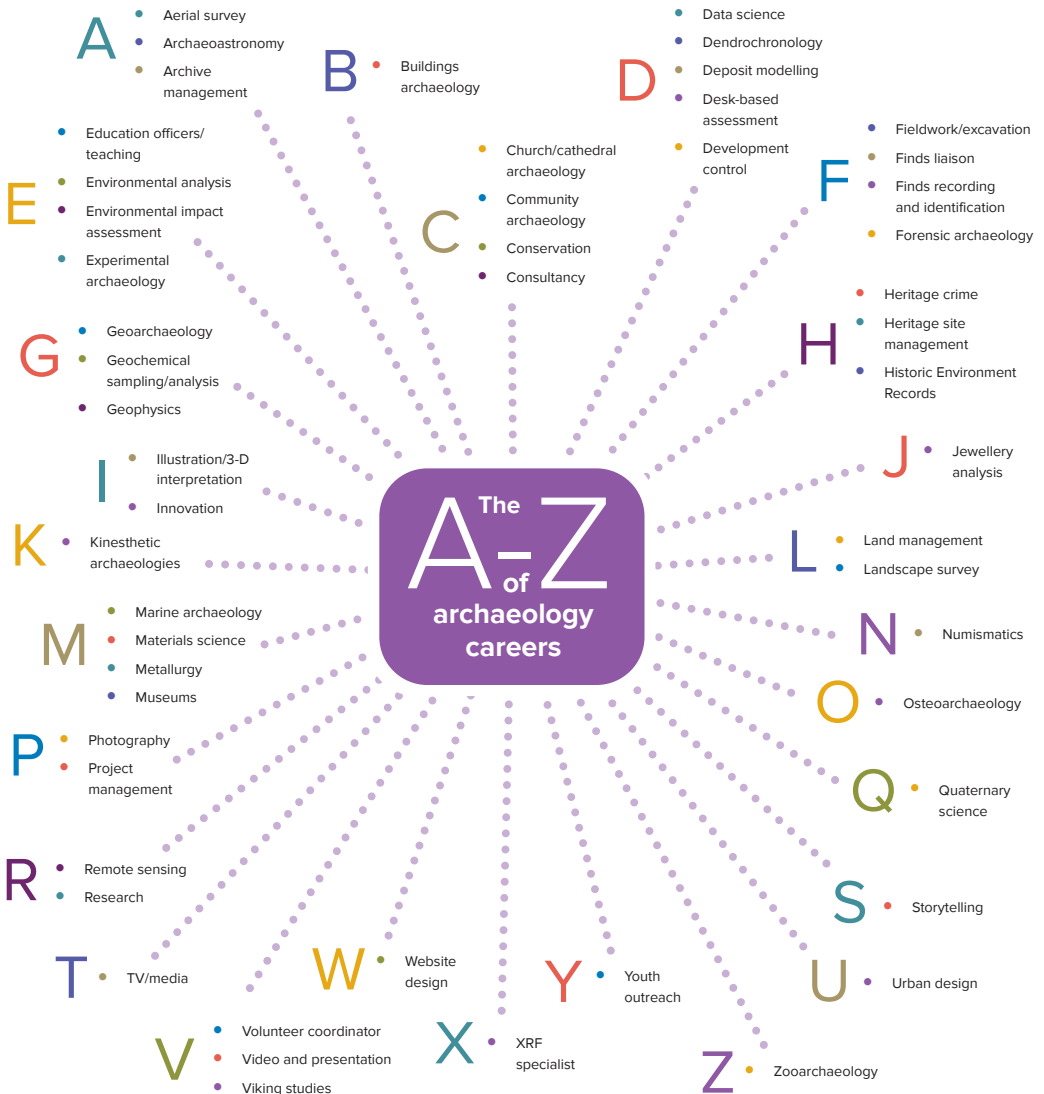 The
A–Z
of
archaeology
careers
A
Aerial survey
Archaeoastronomy
Archive
management
B
Buildings
archaeology
C
Church/cathedral
archaeology
Community
archaeology
Conservation
Consultancy
D
Data science
Dendrochronology
Deposit modelling
Desk-based
assessment
Development
control
E
Education officers/
teaching
Environmental analysis
Environmental impact
assessment
Experimental
archaeology
F
Fieldwork/excavation
Finds liaison
Finds recording
and identification
Forensic archaeology
G
Geoarchaeology
Geochemical
sampling/analysis
Geophysics
H
Heritage crime
Heritage site
management
Historic Environment
Records
I
Illustration/3-D
interpretation
Innovation
J
Jewellery
analysis
K
Kinesthetic
archaeologies
L
Land management
Landscape survey
M
Marine archaeology
Materials science
Metallurgy
Museums
N
Numismatics
O
Osteoarchaeology
P
Photography
Project
management
Q
Quaternary
science
R
Remote sensing
Research
S
Storytelling
T
TV/media
U
Urban design
V
Volunteer coordinator
Video and presentation
Viking studies
W
Website
design
X
XRF
specialist
Y
Youth
outreach
Z
Zooarchaeology